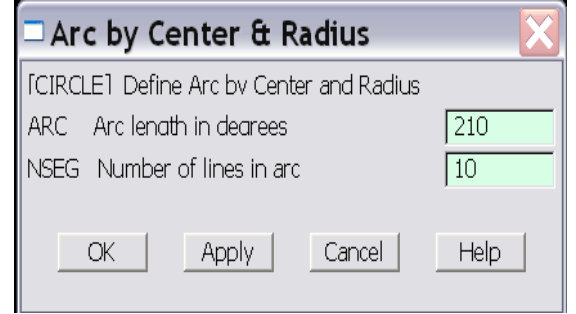 Arc by Center & Radius
[CIRCLE] Define Arc by Center and Radius
ARC Arc length in degrees 210
NSEG Number of lines in arc 10
OK Apply Cancel Help